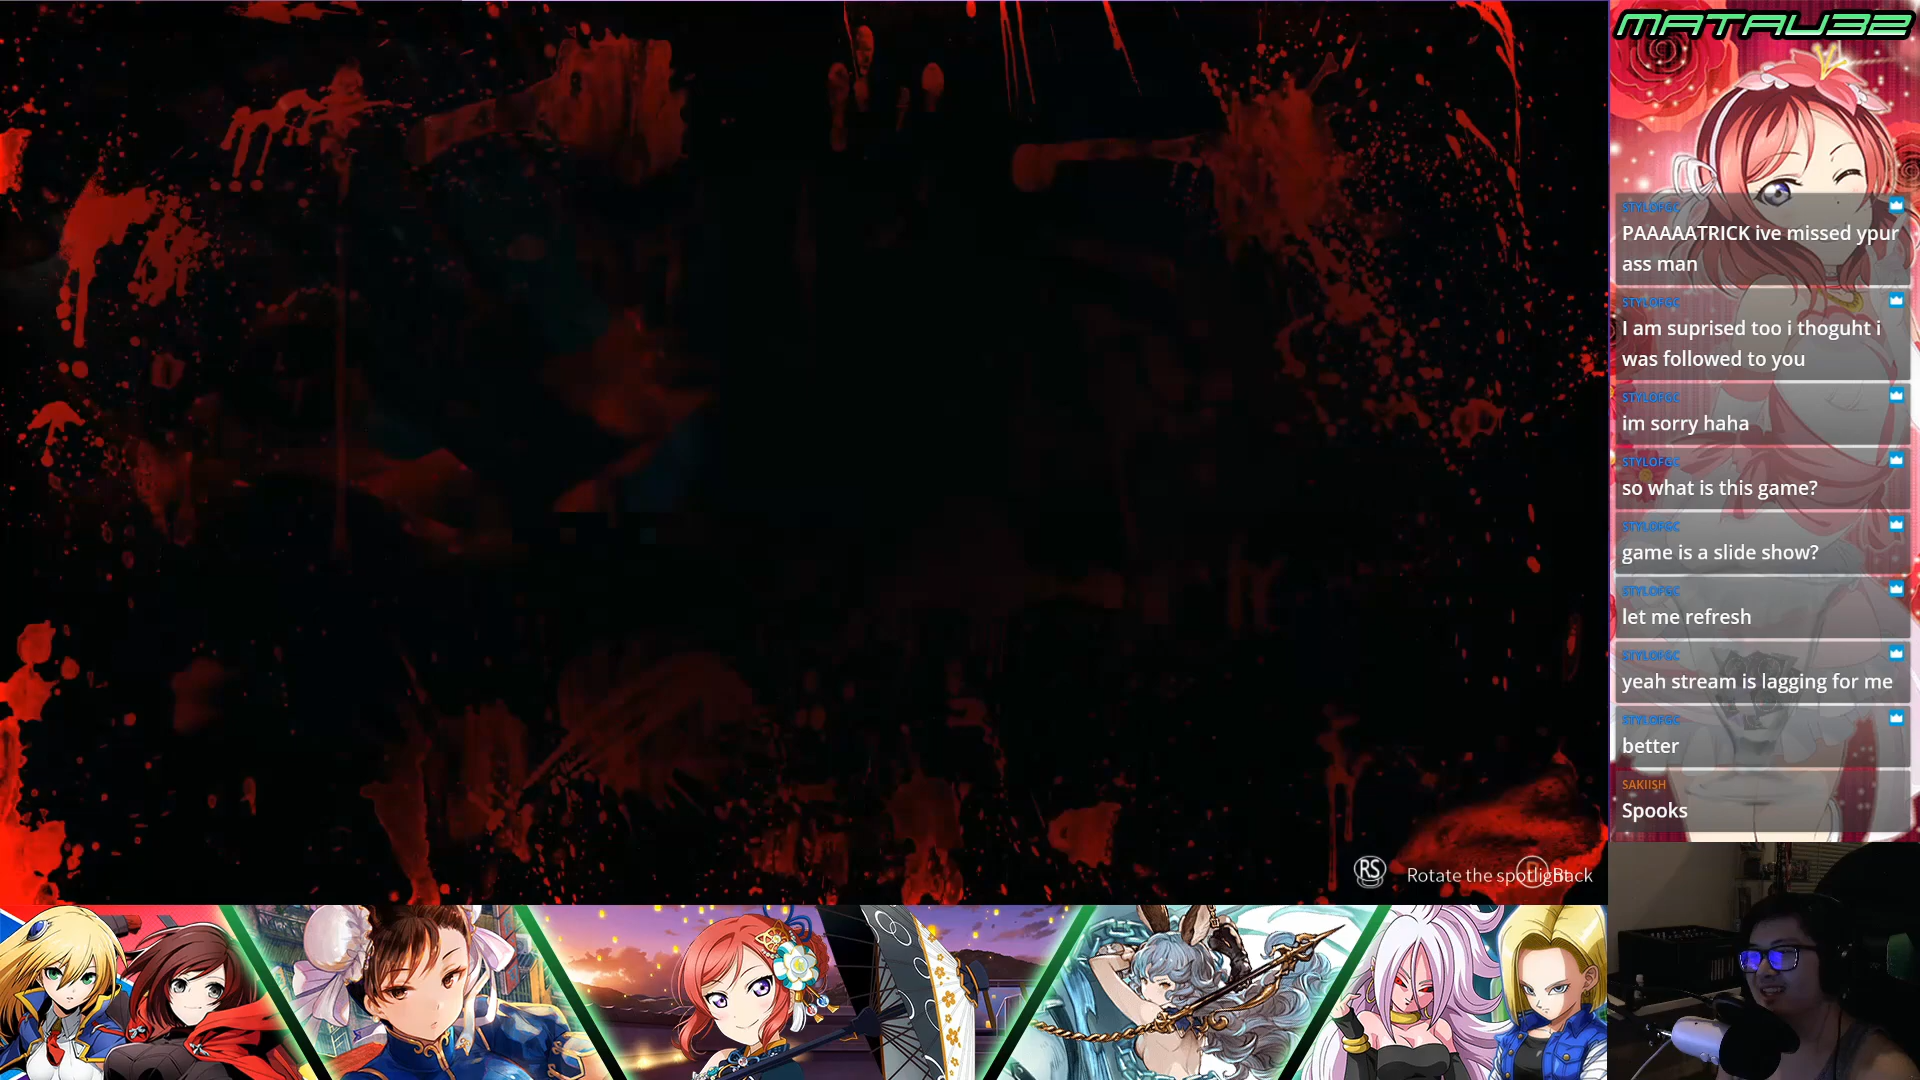 MATAU32
STYLOFGC
PAAAAATRICK ive missed ypur
ass man
STYLOFGC
I am suprised too i thoguht i
was followed to you
STYLOFGC
im sorry haha
STYLOFGC
so what is this game?
STYLOFGC
game is a slide show?
STYLOFGC
let me refresh
STYLOFGC
yeah stream is lagging for me
STYLOFGC
better
SAKIISH
Spooks
RS Rotate the spotlight Back